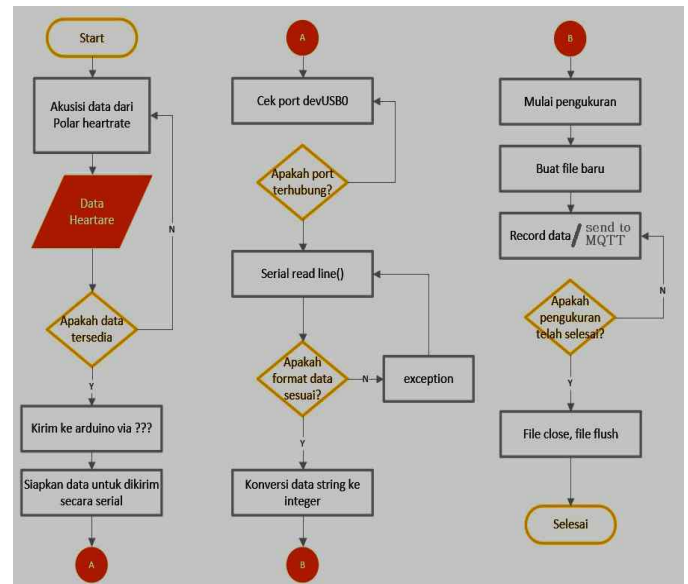 Start
Akusisi data dari
Polar heartrate
Data
Heartare
N
Apakah data
tersedia
Y
Kirim ke arduino via ???
Siapkan data untuk dikirim
secara serial
A
A
Cek port devUSB0
Apakah port
terhubung?
Serial read line()
Apakah
format data
sesuai?
N
exception
Y
Konversi data string ke
integer
B
B
Mulai pengukuran
Buat file baru
Record data / send to
MQTT
N
Apakah
pengukuran
telah selesai?
Y
File close, file flush
Selesai